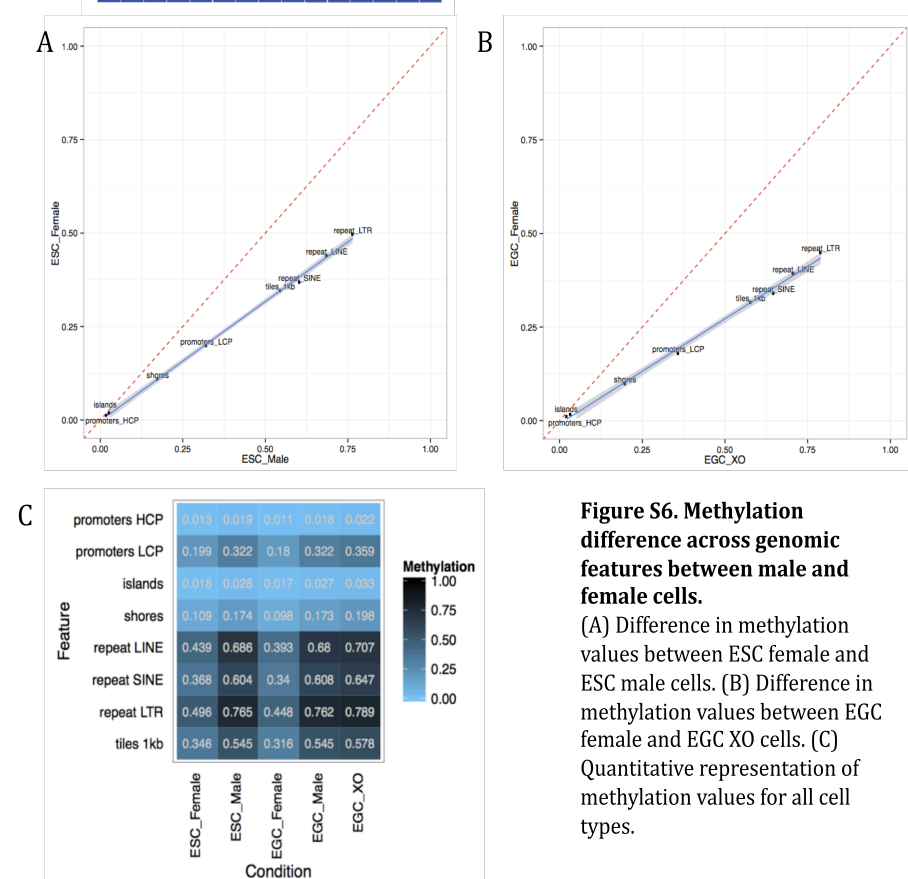 A
1.00
0.75
0.50
0.25
0.00
ESC_Female
repeat_LTR
repeat_LINE
repeat_SINE
tiles_1kb
promoters_LCP
shores
islands
promoters_HCP
0.00 0.25 0.50 0.75 1.00
ESC_Male
B
1.00
0.75
0.50
0.25
0.00
EGC_Female
repeat_LTR
repeat_LINE
repeat_SINE
tiles_1kb
promoters_LCP
shores
islands
promoters_HCP
0.00 0.25 0.50 0.75 1.00
EGC_XO
C
Feature
promoters HCP 0.013 0.019 0.011 0.018 0.022
promoters LCP 0.199 0.322 0.18 0.322 0.359
islands 0.018 0.028 0.017 0.027 0.033
shores 0.109 0.174 0.098 0.173 0.198
repeat LINE 0.439 0.686 0.393 0.68 0.707
repeat SINE 0.368 0.604 0.34 0.608 0.647
repeat LTR 0.496 0.765 0.448 0.762 0.789
tiles 1kb 0.346 0.545 0.316 0.545 0.578
ESC_Female
ESC_Male
EGC_Female
EGC_Male
EGC_XO
Condition
Methylation
1.00
0.75
0.50
0.25
0.00
Figure S6. Methylation
difference across genomic
features between male and
female cells.
(A) Difference in methylation
values between ESC female and
ESC male cells. (B) Difference in
methylation values between EGC
female and EGC XO cells. (C)
Quantitative representation of
methylation values for all cell
types.